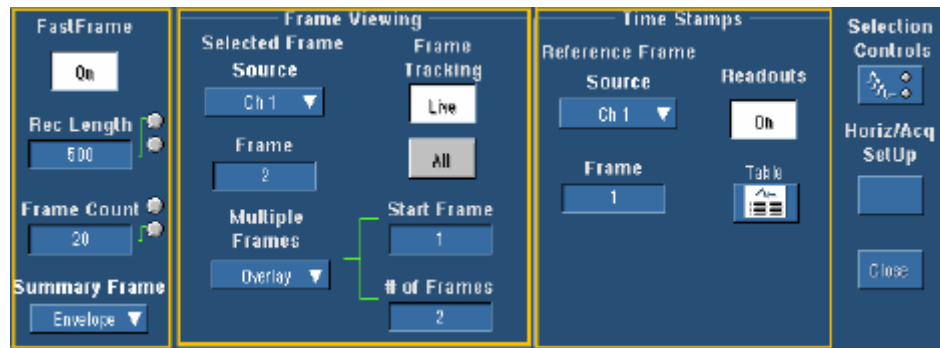 FastFrame
On
Rec Length
500
Frame Count
20
Summary Frame
Envelope
Frame Viewing
Selected Frame
Source
Ch 1
Frame
2
Multiple
Frames
Overlay
Frame
Tracking
Live
All
Start Frame
1
# of Frames
2
Time Stamps
Reference Frame
Source
Ch 1
Frame
1
Readouts
On
Table
Selection
Controls
Horiz/Acq
SetUp
Close